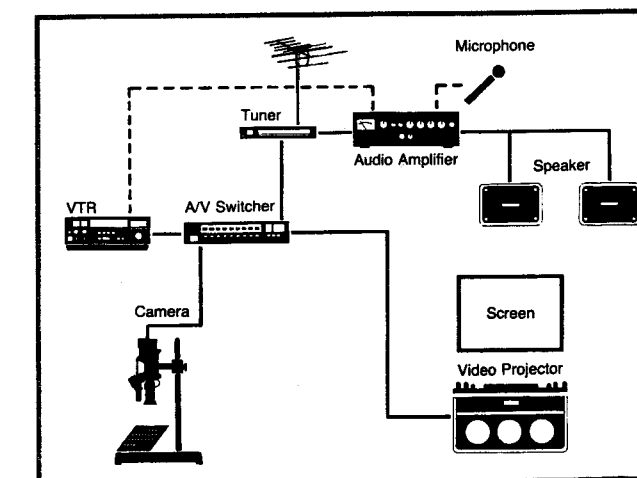 Microphone
Tuner
Audio Amplifier
Speaker
VTR
A/V Switcher
Camera
Screen
Video Projector